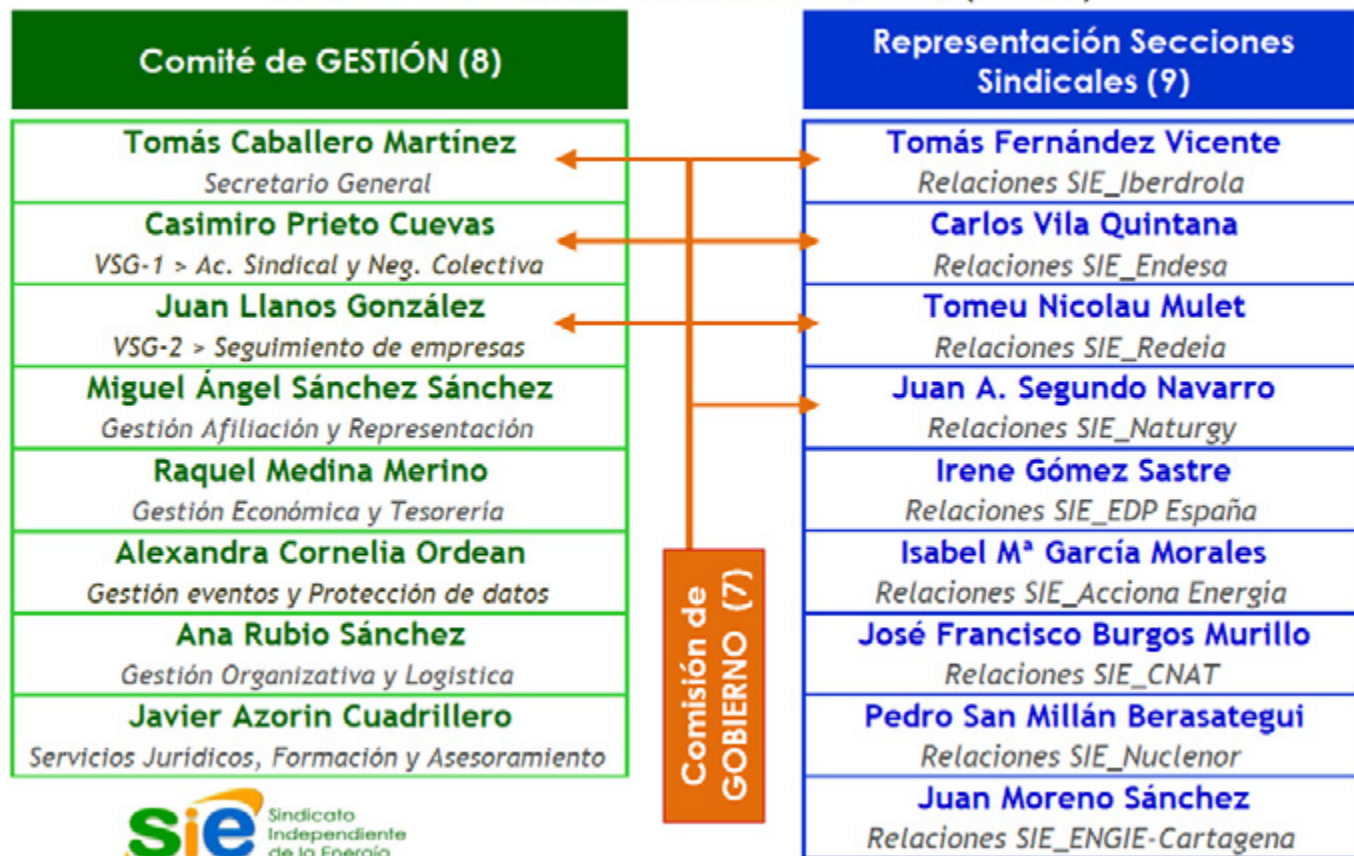 Comité de GESTIÓN (8)
Tomás Caballero Martínez
Secretario General
Casimiro Prieto Cuevas
VSG-1 > Ac. Sindical y Neg. Colectiva
Juan Llanos González
VSG-2 > Seguimiento de empresas
Miguel Ángel Sánchez Sánchez
Gestión Afiliación y Representación
Raquel Medina Merino
Gestión Económica y Tesorería
Alexandra Cornelia Ordean
Gestión eventos y Protección de datos
Ana Rubio Sánchez
Gestión Organizativa y Logistica
Javier Azorin Cuadrillero
Servicios Jurídicos, Formación y Asesoramiento
sie Sindicato
Independiente
de la Energía
Comisión de
GOBIERNO (7)
Representación Secciones
Sindicales (9)
Tomás Fernández Vicente
Relaciones SIE_Iberdrola
Carlos Vila Quintana
Relaciones SIE_Endesa
Tomeu Nicolau Mulet
Relaciones SIE_Redeia
Juan A. Segundo Navarro
Relaciones SIE_Naturgy
Irene Gómez Sastre
Relaciones SIE_EDP España
Isabel Mª García Morales
Relaciones SIE_Acciona Energía
José Francisco Burgos Murillo
Relaciones SIE_CNAT
Pedro San Millán Berasategui
Relaciones SIE_Nuclenor
Juan Moreno Sánchez
Relaciones SIE_ENGIE-Cartagena